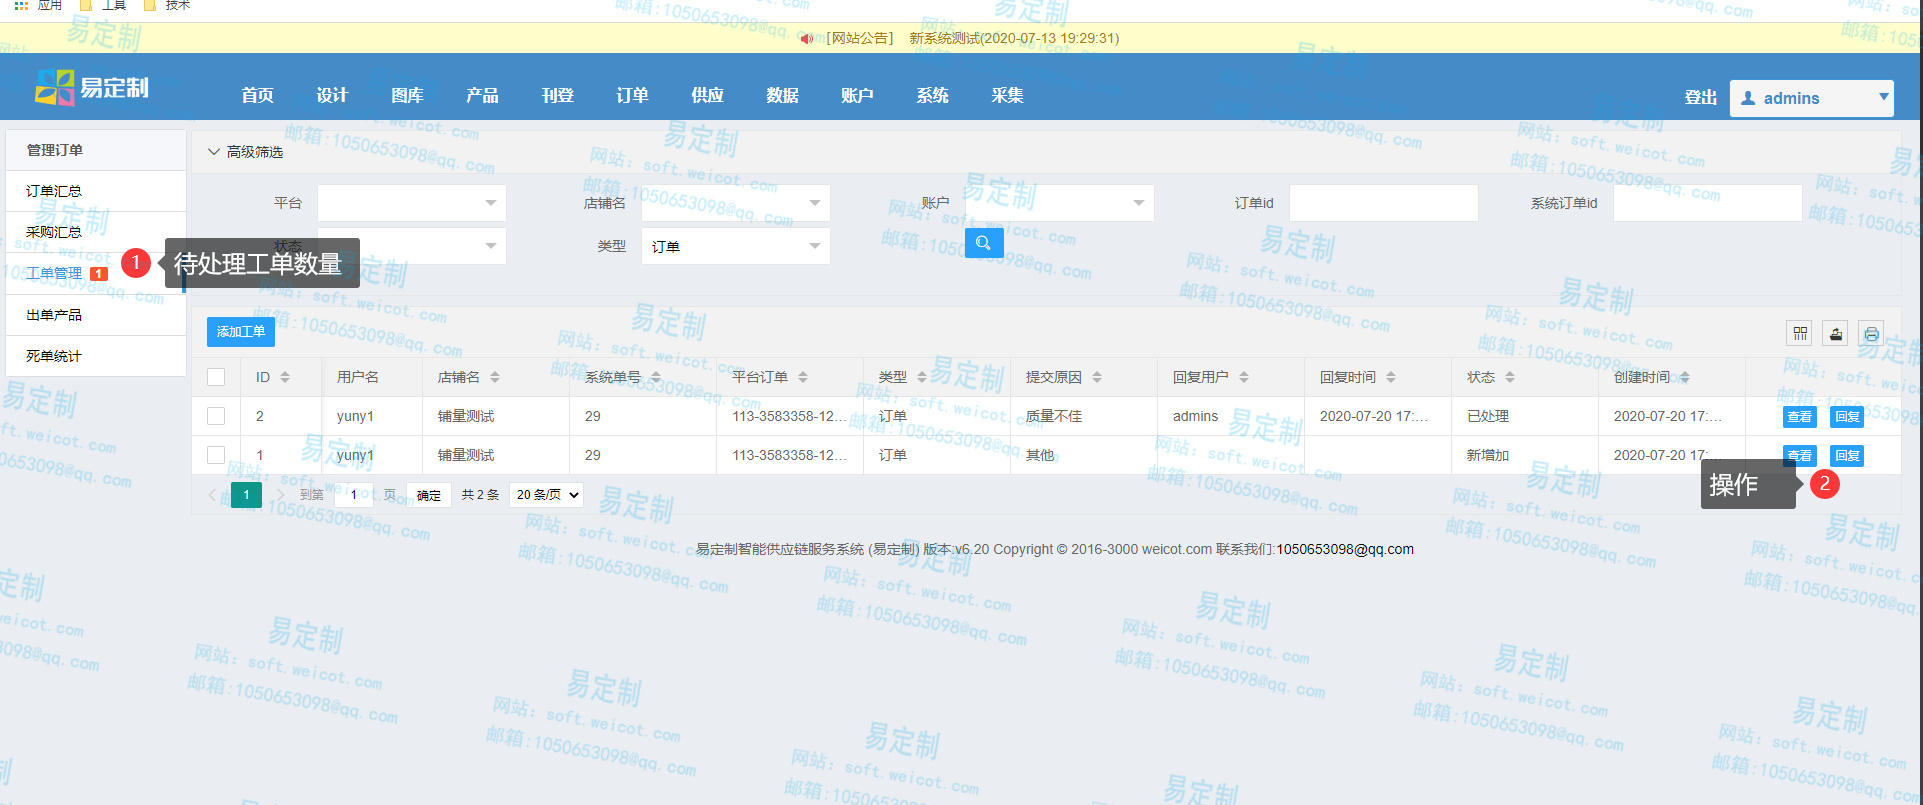 应用 工具 技术
[网站公告] 新系统测试(2020-07-13 19:29:31)
易定制 首页 设计 图库 产品 刊登 订单 供应 数据 账户 系统 采集 登出 admins
管理订单
订单汇总
采购汇总
工单管理 1
出单产品
死单统计
1 待处理工单数量
高级筛选
平台 店铺名 账户 订单id 系统订单id
状态 类型 订单
添加工单
ID 用户名 店铺名 系统单号 平台订单 类型 提交原因 回复用户 回复时间 状态 创建时间
2 yuny1 铺量测试 29 113-3583358-12... 订单 质量不佳 admins 2020-07-20 17:... 已处理 2020-07-20 17:... 查看 回复
1 yuny1 铺量测试 29 113-3583358-12... 订单 其他 新增加 2020-07-20 17:... 查看 回复
操作 2
1 到第 1 页 确定 共 2 条 20 条/页
易定制智能供应链服务系统 (易定制) 版本:v6.20 Copyright © 2016-3000 weicot.com 联系我们:1050653098@qq.com
易定制
网站: soft.weicot.com
邮箱:1050653098@qq.com